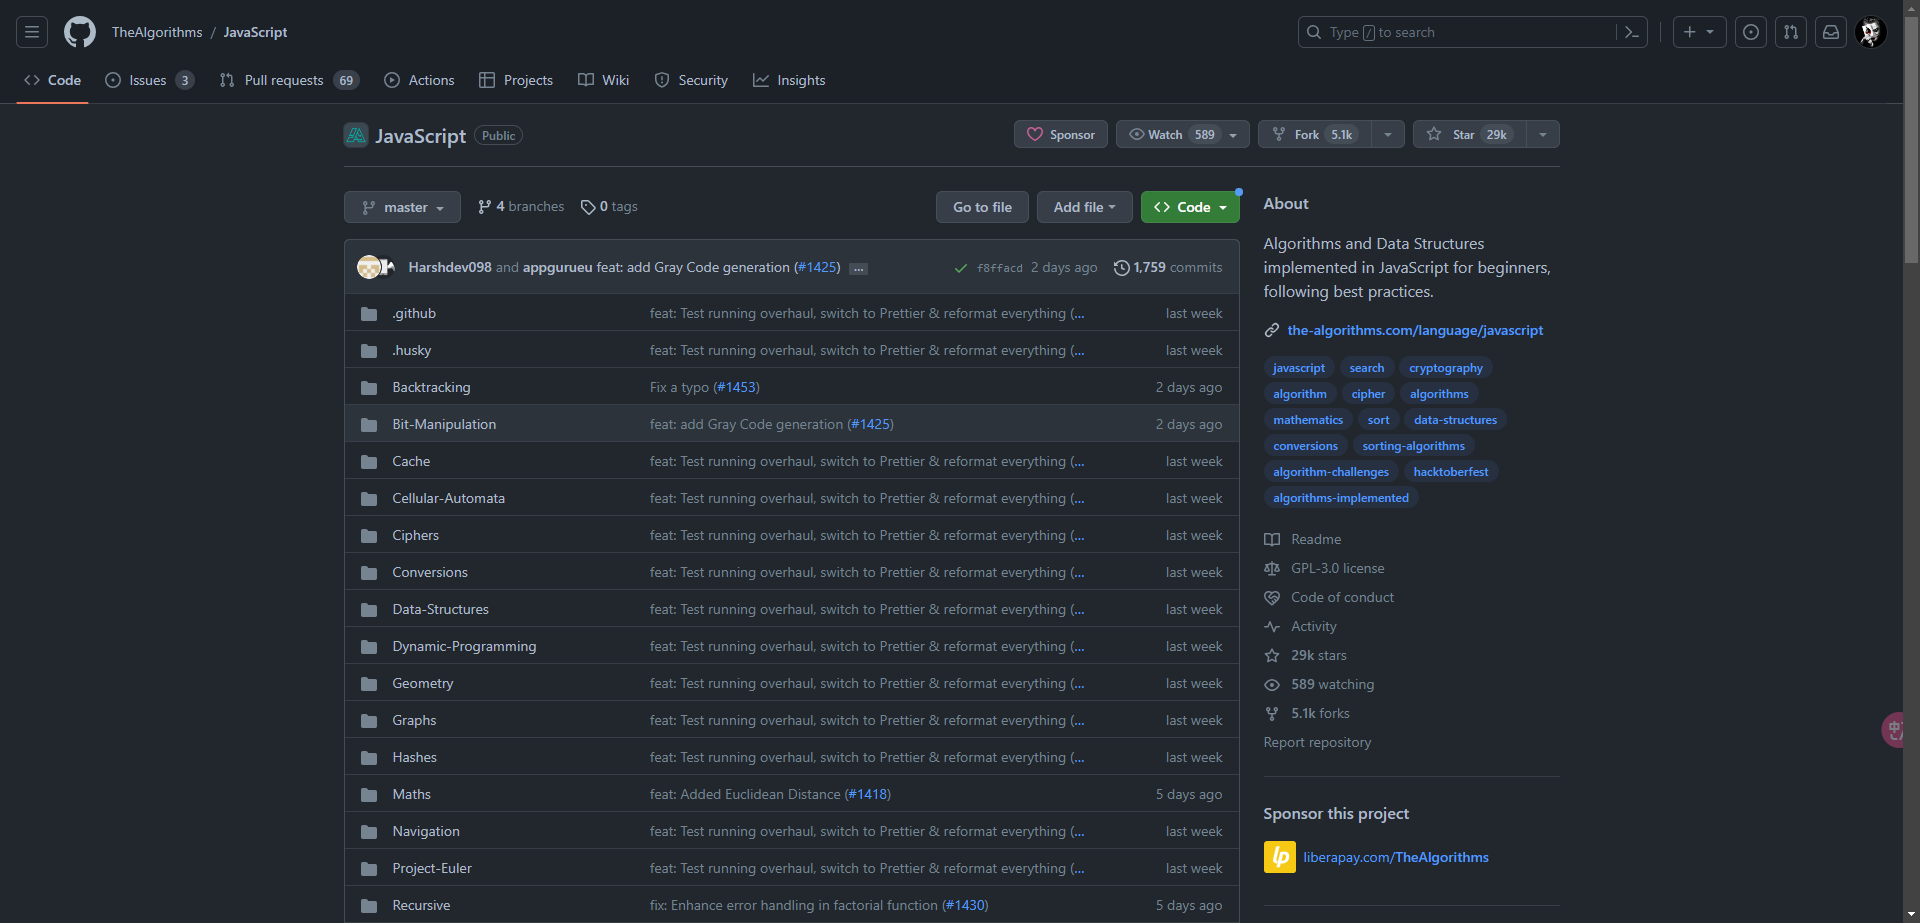 TheAlgorithms / JavaScript
Type / to search
Code
Issues 3
Pull requests 69
Actions
Projects
Wiki
Security
Insights
JavaScript Public
Sponsor
Watch 589
Fork 5.1k
Star 29k
master
4 branches
0 tags
Go to file
Add file
Code
Harshdev098 and appgurueu feat: add Gray Code generation (#1425) ...
f8ffacd 2 days ago
1,759 commits
.github feat: Test running overhaul, switch to Prettier & reformat everything (... last week
.husky feat: Test running overhaul, switch to Prettier & reformat everything (... last week
Backtracking Fix a typo (#1453) 2 days ago
Bit-Manipulation feat: add Gray Code generation (#1425) 2 days ago
Cache feat: Test running overhaul, switch to Prettier & reformat everything (... last week
Cellular-Automata feat: Test running overhaul, switch to Prettier & reformat everything (... last week
Ciphers feat: Test running overhaul, switch to Prettier & reformat everything (... last week
Conversions feat: Test running overhaul, switch to Prettier & reformat everything (... last week
Data-Structures feat: Test running overhaul, switch to Prettier & reformat everything (... last week
Dynamic-Programming feat: Test running overhaul, switch to Prettier & reformat everything (... last week
Geometry feat: Test running overhaul, switch to Prettier & reformat everything (... last week
Graphs feat: Test running overhaul, switch to Prettier & reformat everything (... last week
Hashes feat: Test running overhaul, switch to Prettier & reformat everything (... last week
Maths feat: Added Euclidean Distance (#1418) 5 days ago
Navigation feat: Test running overhaul, switch to Prettier & reformat everything (... last week
Project-Euler feat: Test running overhaul, switch to Prettier & reformat everything (... last week
Recursive fix: Enhance error handling in factorial function (#1430) 5 days ago
About
Algorithms and Data Structures
implemented in JavaScript for beginners,
following best practices.
the-algorithms.com/language/javascript
javascript search cryptography
algorithm cipher algorithms
mathematics sort data-structures
conversions sorting-algorithms
algorithm-challenges hacktoberfest
algorithms-implemented
Readme
GPL-3.0 license
Code of conduct
Activity
29k stars
589 watching
5.1k forks
Report repository
Sponsor this project
lp liberapay.com/TheAlgorithms
中